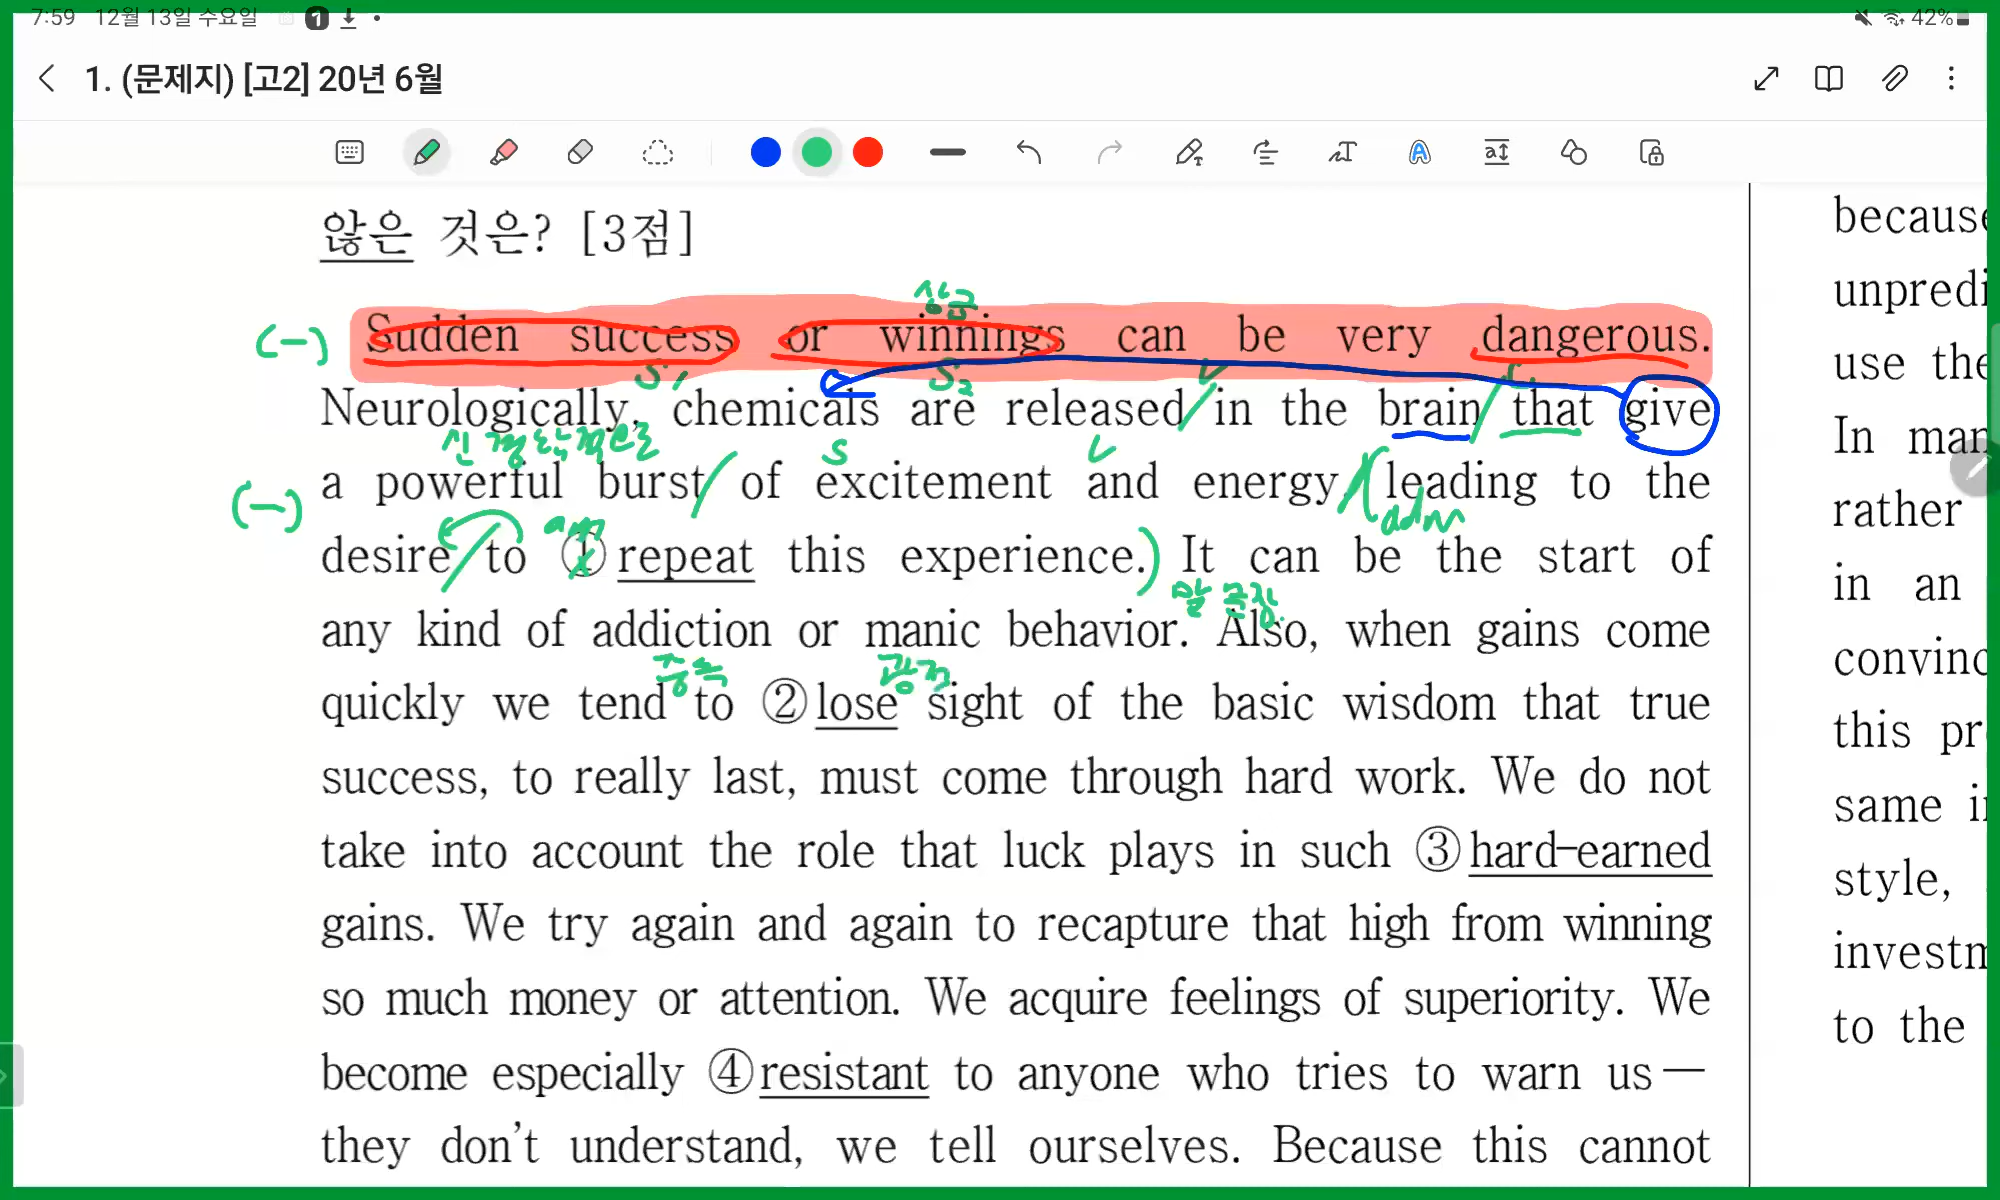 7:59 12월 13일 수요일
42%
1. (문제지) [고2] 20년 6월
않은 것은? [3점]
상금
(-) Sudden success or winnings can be very dangerous.
S1 S2 V C
Neurologically, chemicals are released in the brain that give
S V
(-) a powerful burst of excitement and energy, leading to the
desire to ① repeat this experience. It can be the start of
any kind of addiction or manic behavior. Also, when gains come
중독
quickly we tend to ② lose sight of the basic wisdom that true
success, to really last, must come through hard work. We do not
take into account the role that luck plays in such ③ hard-earned
gains. We try again and again to recapture that high from winning
so much money or attention. We acquire feelings of superiority. We
become especially ④ resistant to anyone who tries to warn us—
they don't understand, we tell ourselves. Because this cannot
because
unpredi
use the
In man
rather
in an
convinc
this pr
same i
style,
investm
to the